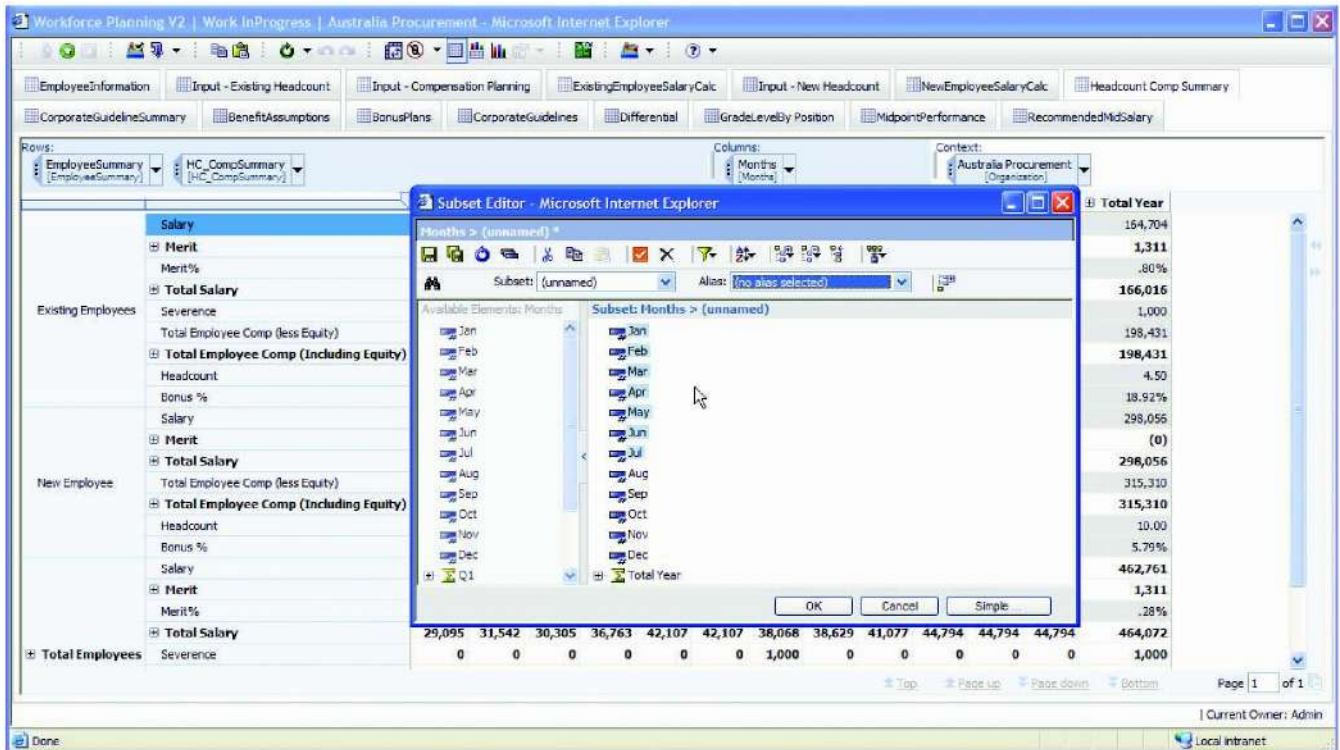 Workforce Planning V2 | Work InProgress | Australia Procurement - Microsoft Internet Explorer
EmployeeInformation Input - Existing Headcount Input - Compensation Planning ExistingEmployeeSalaryCalc Input - New Headcount NewEmployeeSalaryCalc Headcount Comp Summary
CorporateGuidelineSummary BenefitAssumptions BonusPlans CorporateGuidelines Differential GradeLevelBy Position MidpointPerformance RecommendedMidSalary
Rows: Columns: Context:
EmployeeSummary HC_CompSummary Months Australia Procurement
[EmployeeSummary] [HC_CompSummary] [Months] [Organization]
Total Year
Salary 164,704
Merit 1,311
Merit% .80%
Total Salary 166,016
Existing Employees Severence 1,000
Total Employee Comp (less Equity) 198,431
Total Employee Comp (Including Equity) 198,431
Headcount 4.50
Bonus % 18.92%
Salary 298,056
Merit (0)
Total Salary 298,056
New Employee Total Employee Comp (less Equity) 315,310
Total Employee Comp (Including Equity) 315,310
Headcount 10.00
Bonus % 5.79%
Salary 462,761
Merit 1,311
Merit% .28%
Total Salary 29,095 31,542 30,305 36,763 42,107 42,107 38,068 38,629 41,077 44,794 44,794 44,794 464,072
Total Employees Severence 0 0 0 0 0 0 1,000 0 0 0 0 0 1,000
Subset Editor - Microsoft Internet Explorer
Months > (unnamed) *
Subset: (unnamed) Alias: (no alias selected)
Available Elements: Months Subset: Months > (unnamed)
Jan Jan
Feb Feb
Mar Mar
Apr Apr
May May
Jun Jun
Jul Jul
Aug Aug
Sep Sep
Oct Oct
Nov Nov
Dec Dec
Q1 Total Year
OK Cancel Simple ...
Top Page up Page down Bottom Page 1 of 1
| Current Owner: Admin
Done Local intranet